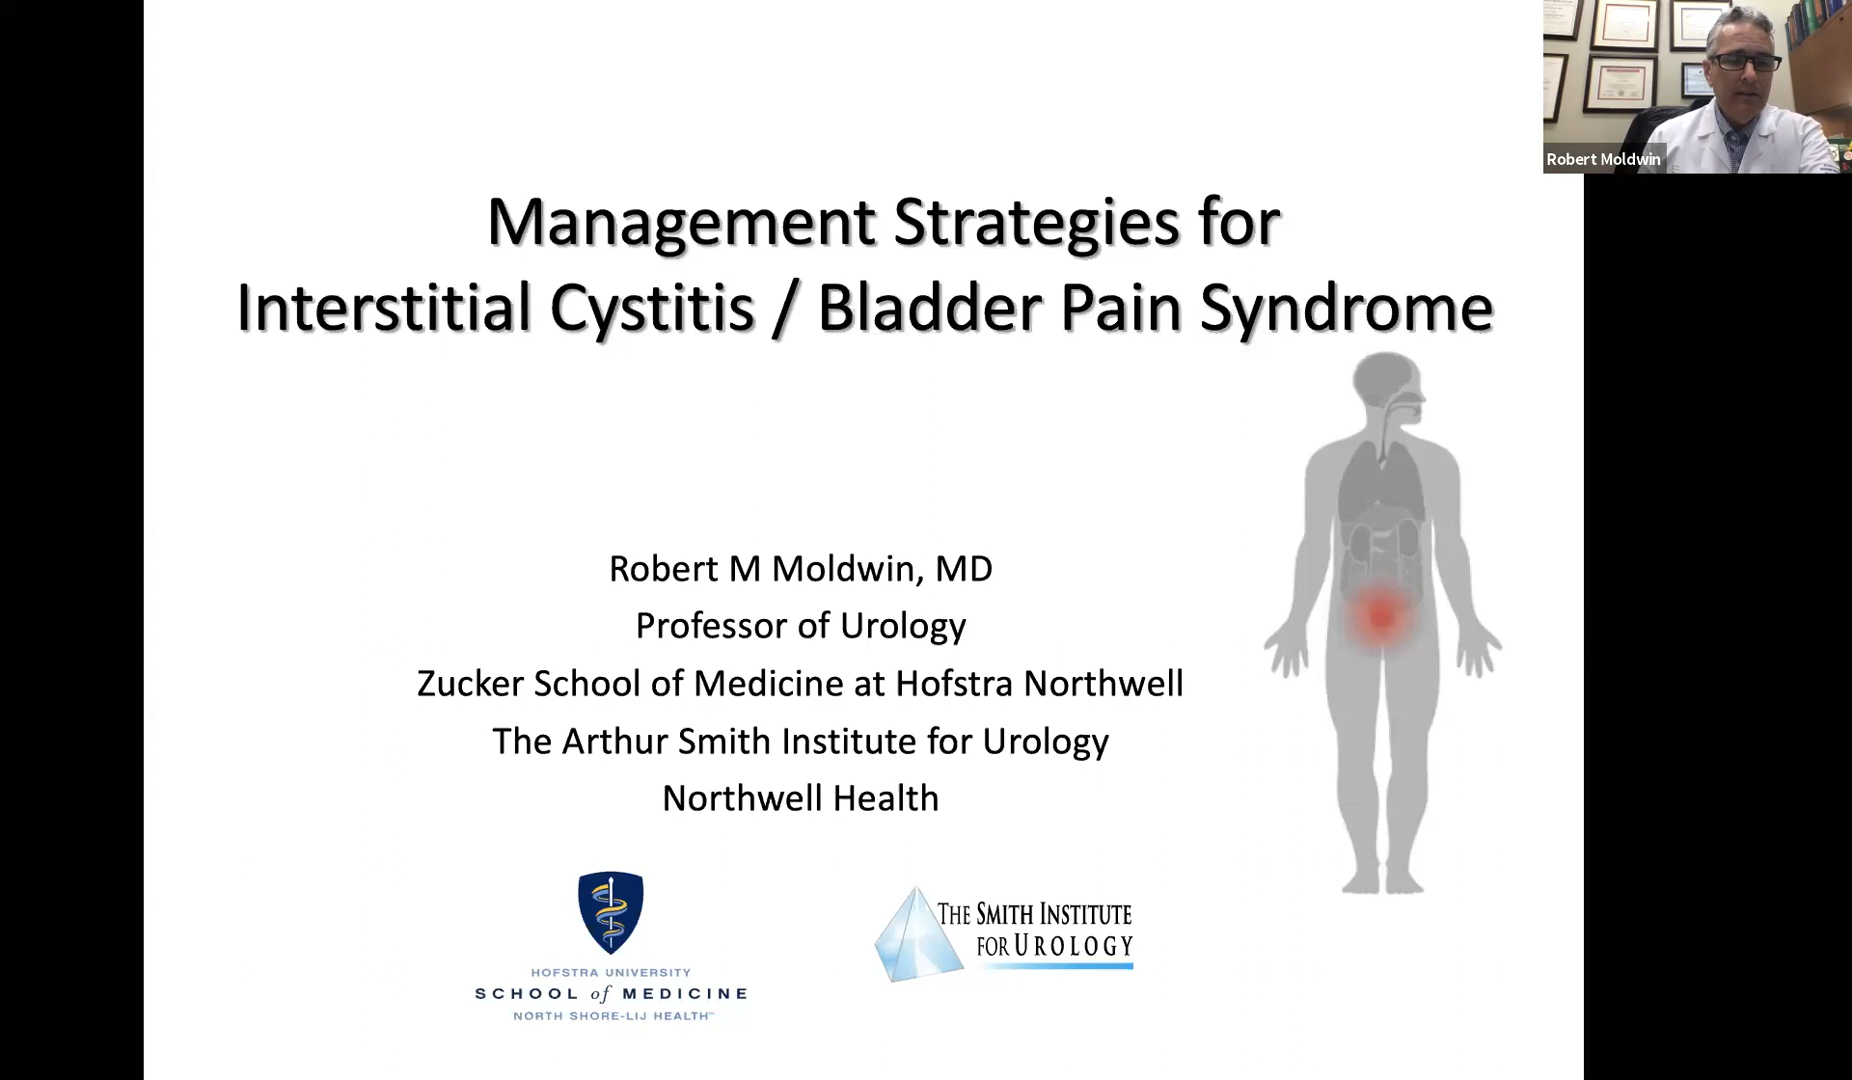 Management Strategies for
Interstitial Cystitis / Bladder Pain Syndrome
Robert Moldwin
Robert M Moldwin, MD
Professor of Urology
Zucker School of Medicine at Hofstra Northwell
The Arthur Smith Institute for Urology
Northwell Health
HOFSTRA UNIVERSITY
SCHOOL of MEDICINE
NORTH SHORE-LIJ HEALTH
THE SMITH INSTITUTE
FOR UROLOGY